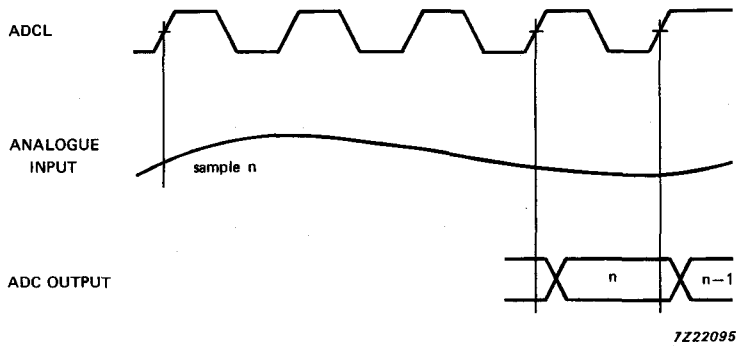 ADCL
ANALOGUE
INPUT
sample n
ADC OUTPUT
n
n−1
7Z22095